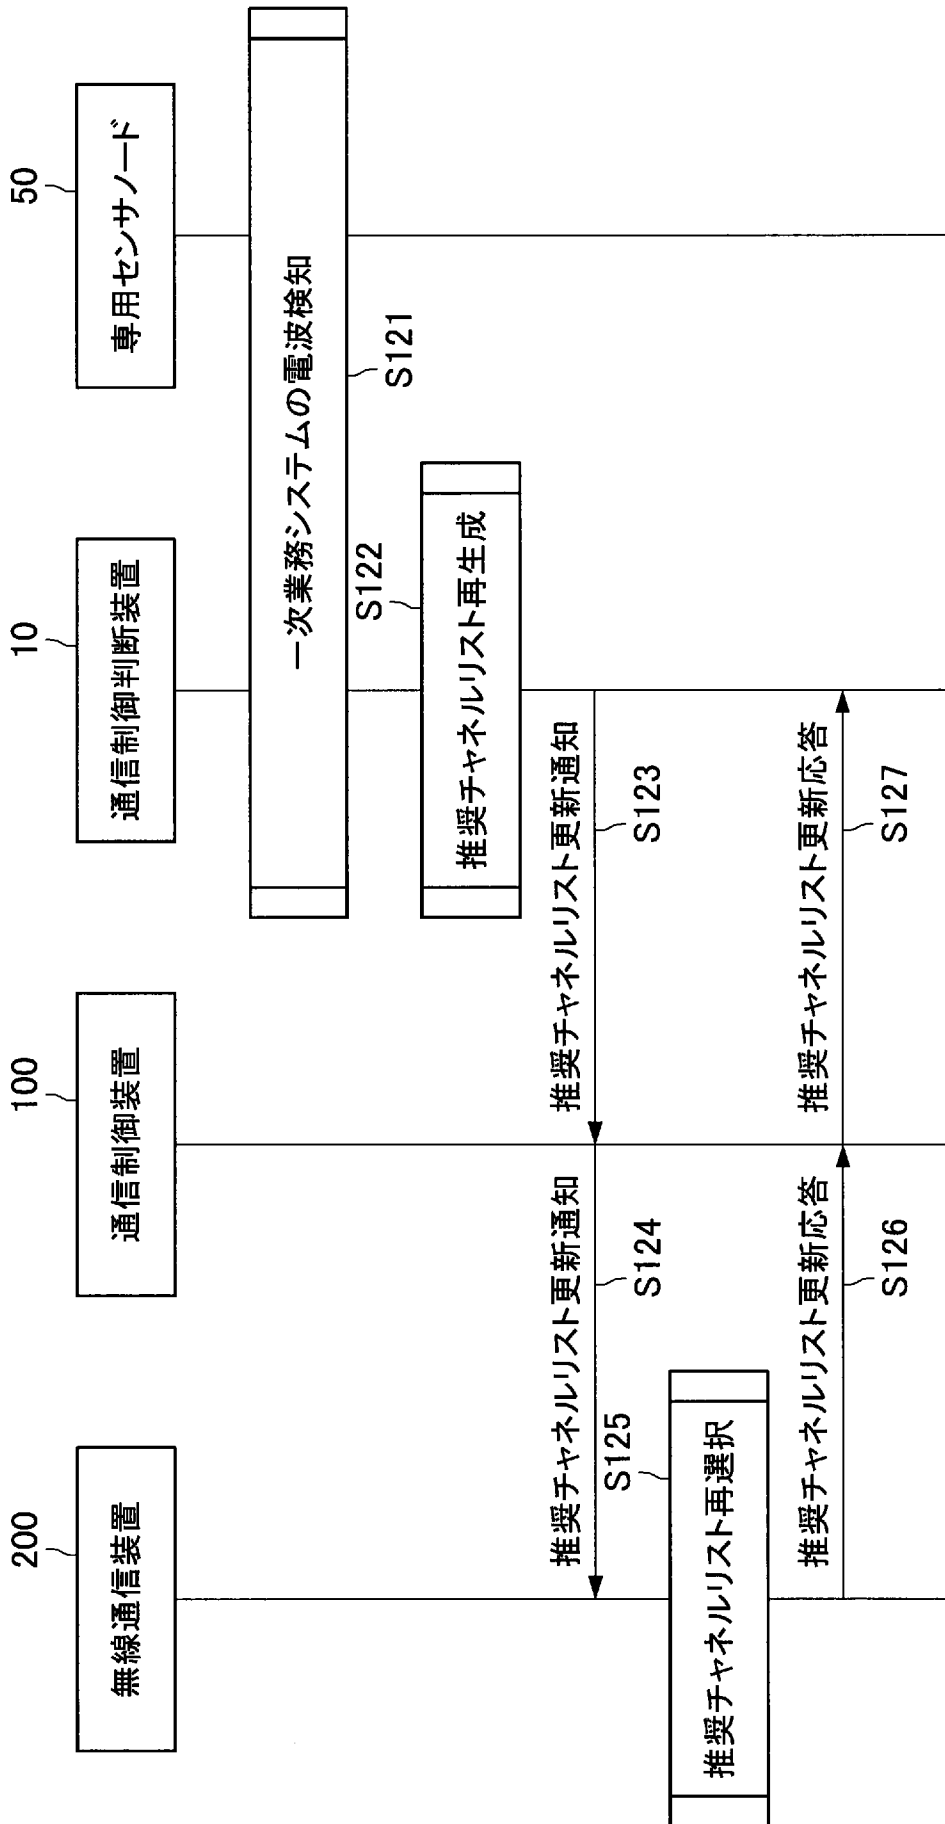 200
無線通信装置
100
通信制御装置
10
通信制御判断装置
50
専用センサノード
一次業務システムの電波検知
S121
S122
推奨チャネルリスト再生成
推奨チャネルリスト更新通知
S123
推奨チャネルリスト更新通知
S124
S125
推奨チャネルリスト再選択
推奨チャネルリスト更新応答
S126
推奨チャネルリスト更新応答
S127